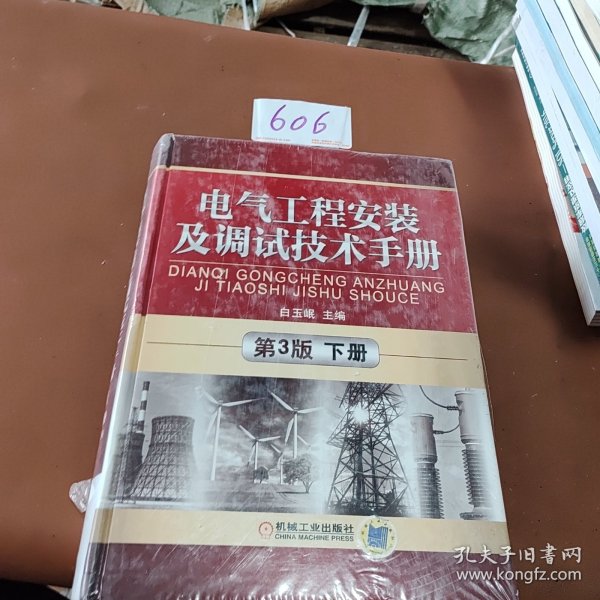 606
电气工程安装
及调试技术手册
DIANQI GONGCHENG ANZHUANG
JI TIAOSHI JISHU SHOUCE
白玉岷 主编
第3版 下册
机械工业出版社
CHINA MACHINE PRESS
孔夫子旧书网
www.kongfz.com